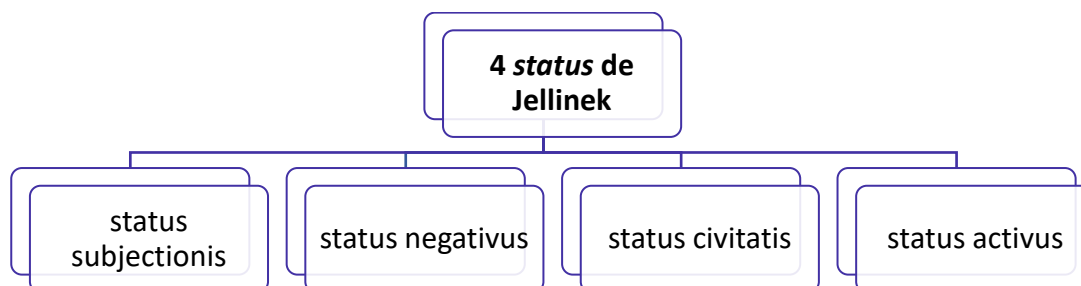 4 status de
Jellinek
status
subjectionis
status negativus
status civitatis
status activus